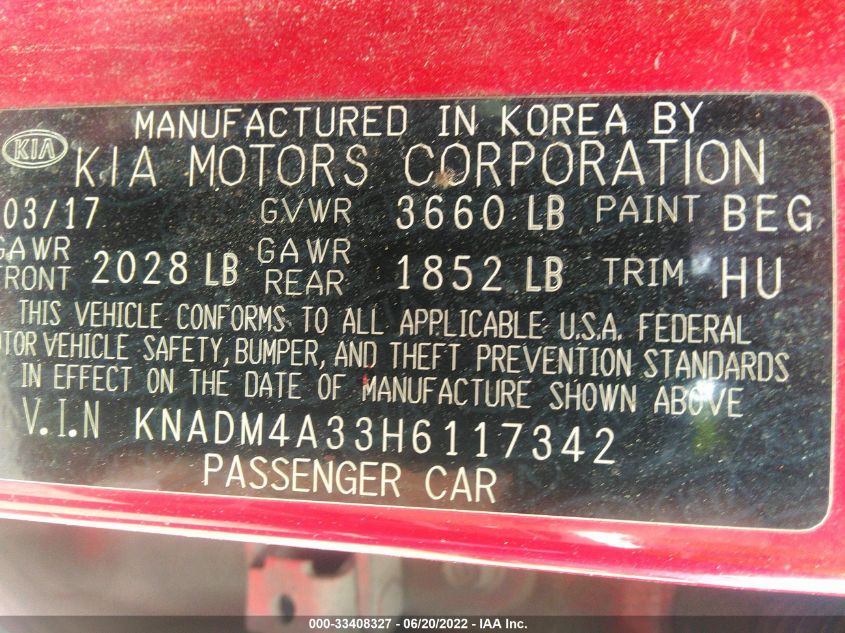 MANUFACTURED IN KOREA BY
KIA KIA MOTORS CORPORATION
03/17 GVWR 3660 LB PAINT BEG
GAWR FRONT 2028 LB GAWR REAR 1852 LB TRIM HU
THIS VEHICLE CONFORMS TO ALL APPLICABLE U.S.A. FEDERAL
MOTOR VEHICLE SAFETY, BUMPER, AND THEFT PREVENTION STANDARDS
IN EFFECT ON THE DATE OF MANUFACTURE SHOWN ABOVE
V.I.N KNADM4A33H6117342
PASSENGER CAR
000-33408327 - 06/20/2022 - IAA Inc.